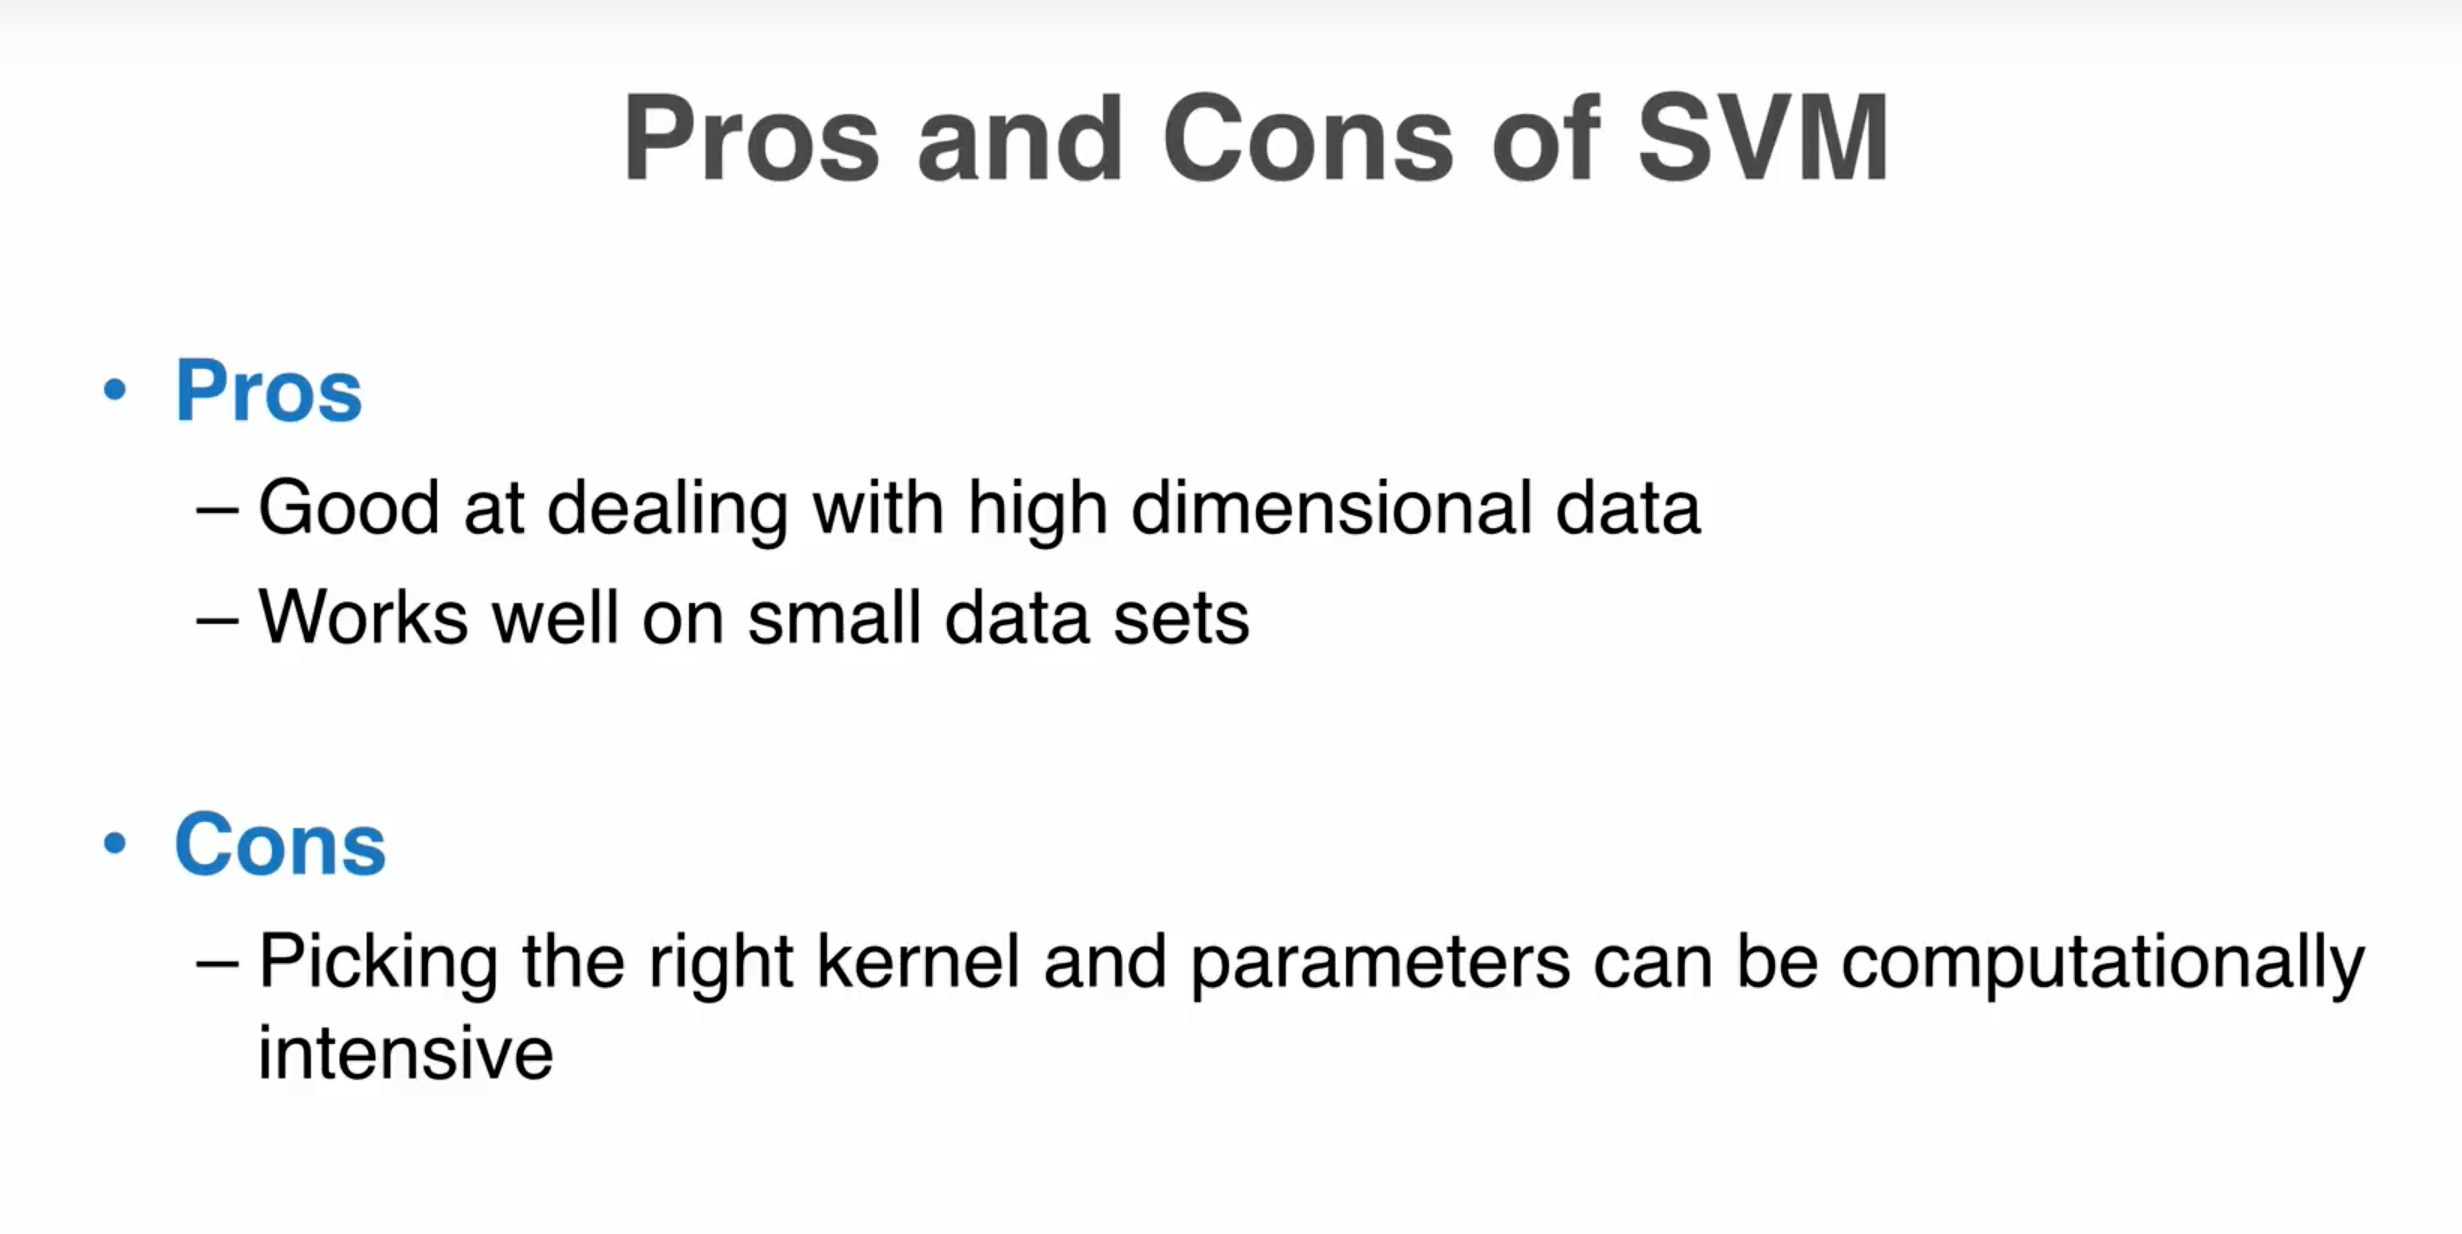 Pros and Cons of SVM
• Pros
– Good at dealing with high dimensional data
– Works well on small data sets
• Cons
– Picking the right kernel and parameters can be computationally
intensive